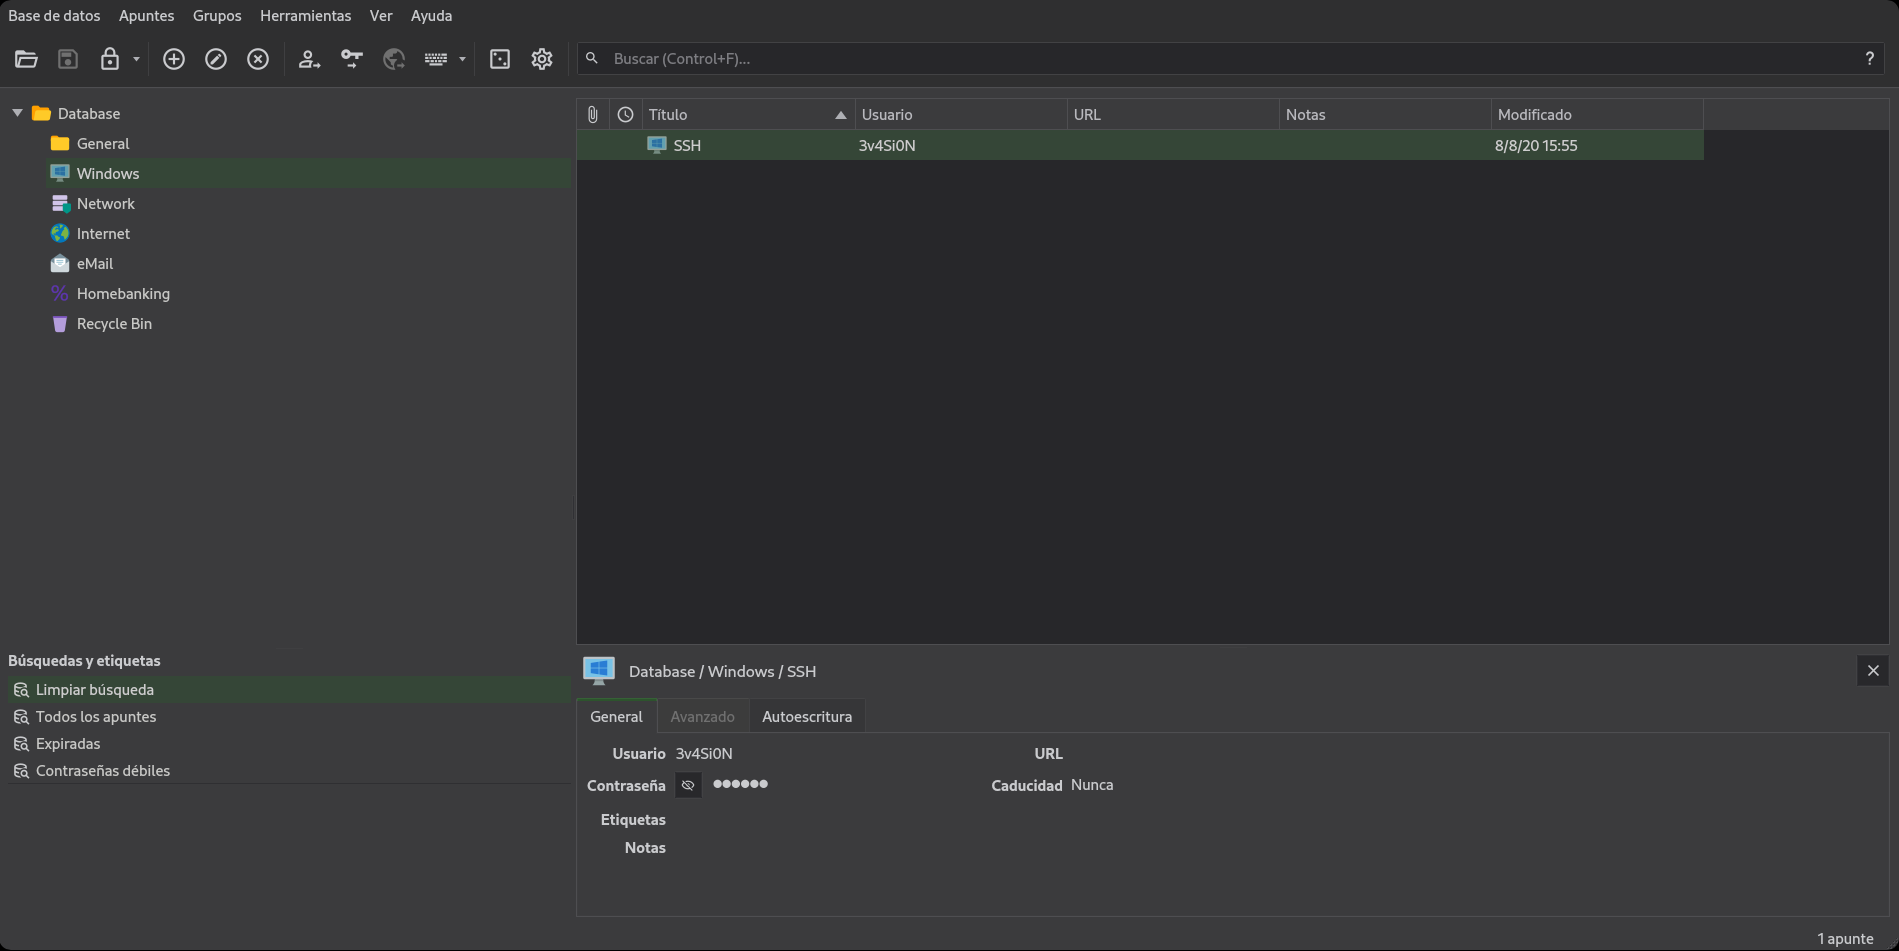 Base de datos Apuntes Grupos Herramientas Ver Ayuda
Buscar (Control+F)... ?
Database
General
Windows
Network
Internet
eMail
Homebanking
Recycle Bin
Título Usuario URL Notas Modificado
SSH 3v4Si0N 8/8/20 15:55
Búsquedas y etiquetas
Limpiar búsqueda
Todos los apuntes
Expiradas
Contraseñas débiles
Database / Windows / SSH
General Avanzado Autoescritura
Usuario 3v4Si0N URL
Contraseña ●●●●●● Caducidad Nunca
Etiquetas
Notas
1 apunte